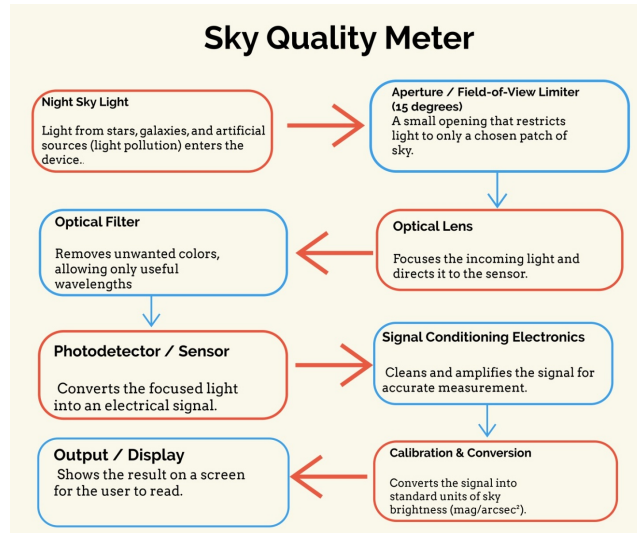 Sky Quality Meter
Night Sky Light
Light from stars, galaxies, and artificial
sources (light pollution) enters the
device..
Aperture / Field-of-View Limiter
(15 degrees)
A small opening that restricts
light to only a chosen patch of
sky.
Optical Lens
Focuses the incoming light and
directs it to the sensor.
Optical Filter
Removes unwanted colors,
allowing only useful
wavelengths
Photodetector / Sensor
Converts the focused light
into an electrical signal.
Signal Conditioning Electronics
Cleans and amplifies the signal for
accurate measurement.
Calibration & Conversion
Converts the signal into
standard units of sky
brightness (mag/arcsec²).
Output / Display
Shows the result on a screen
for the user to read.